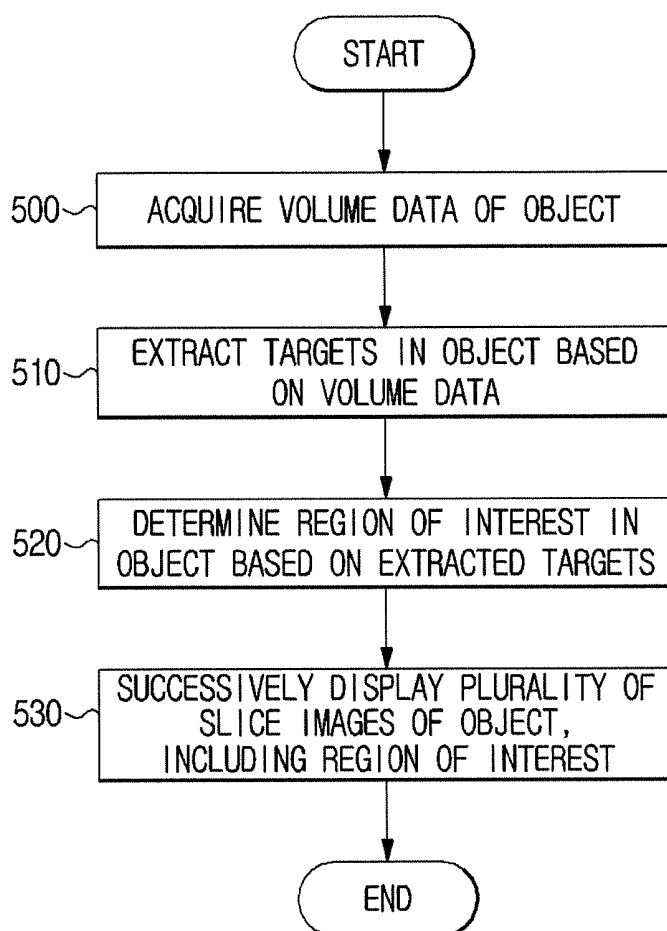 START
500
ACQUIRE VOLUME DATA OF OBJECT
510
EXTRACT TARGETS IN OBJECT BASED
ON VOLUME DATA
520
DETERMINE REGION OF INTEREST IN
OBJECT BASED ON EXTRACTED TARGETS
530
SUCCESSIVELY DISPLAY PLURALITY OF
SLICE IMAGES OF OBJECT,
INCLUDING REGION OF INTEREST
END